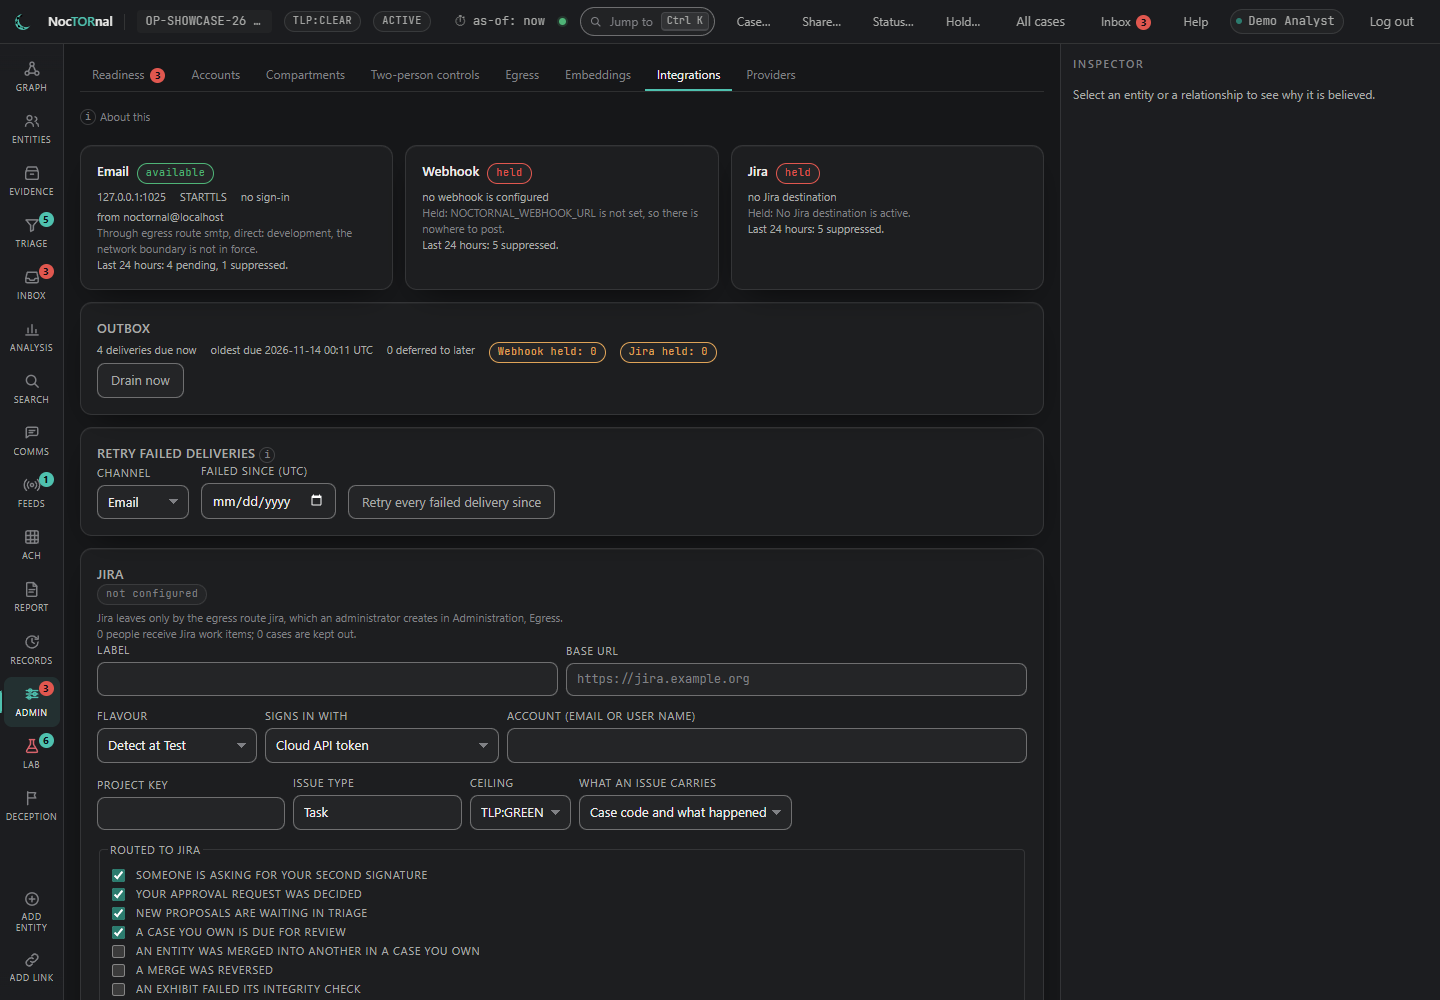 NocTORnal
OP-SHOWCASE-26 …
TLP:CLEAR
ACTIVE
as-of: now
Jump to
Ctrl K
Case...
Share...
Status...
Hold...
All cases
Inbox 3
Help
Demo Analyst
Log out
GRAPH
ENTITIES
EVIDENCE
5
TRIAGE
3
INBOX
ANALYSIS
SEARCH
COMMS
1
FEEDS
ACH
REPORT
RECORDS
3
ADMIN
6
LAB
DECEPTION
ADD
ENTITY
ADD LINK
Readiness 3
Accounts
Compartments
Two-person controls
Egress
Embeddings
Integrations
Providers
i About this
Email available
127.0.0.1:1025 STARTTLS no sign-in
from noctornal@localhost
Through egress route smtp, direct: development, the
network boundary is not in force.
Last 24 hours: 4 pending, 1 suppressed.
Webhook held
no webhook is configured
Held: NOCTORNAL_WEBHOOK_URL is not set, so there is
nowhere to post.
Last 24 hours: 5 suppressed.
Jira held
no Jira destination
Held: No Jira destination is active.
Last 24 hours: 5 suppressed.
OUTBOX
4 deliveries due now oldest due 2026-11-14 00:11 UTC 0 deferred to later Webhook held: 0 Jira held: 0
Drain now
RETRY FAILED DELIVERIES i
CHANNEL
FAILED SINCE (UTC)
Email
mm/dd/yyyy
Retry every failed delivery since
JIRA
not configured
Jira leaves only by the egress route jira, which an administrator creates in Administration, Egress.
0 people receive Jira work items; 0 cases are kept out.
LABEL
BASE URL
https://jira.example.org
FLAVOUR
SIGNS IN WITH
ACCOUNT (EMAIL OR USER NAME)
Detect at Test
Cloud API token
PROJECT KEY
ISSUE TYPE
CEILING
WHAT AN ISSUE CARRIES
Task
TLP:GREEN
Case code and what happened
ROUTED TO JIRA
SOMEONE IS ASKING FOR YOUR SECOND SIGNATURE
YOUR APPROVAL REQUEST WAS DECIDED
NEW PROPOSALS ARE WAITING IN TRIAGE
A CASE YOU OWN IS DUE FOR REVIEW
AN ENTITY WAS MERGED INTO ANOTHER IN A CASE YOU OWN
A MERGE WAS REVERSED
AN EXHIBIT FAILED ITS INTEGRITY CHECK
INSPECTOR
Select an entity or a relationship to see why it is believed.